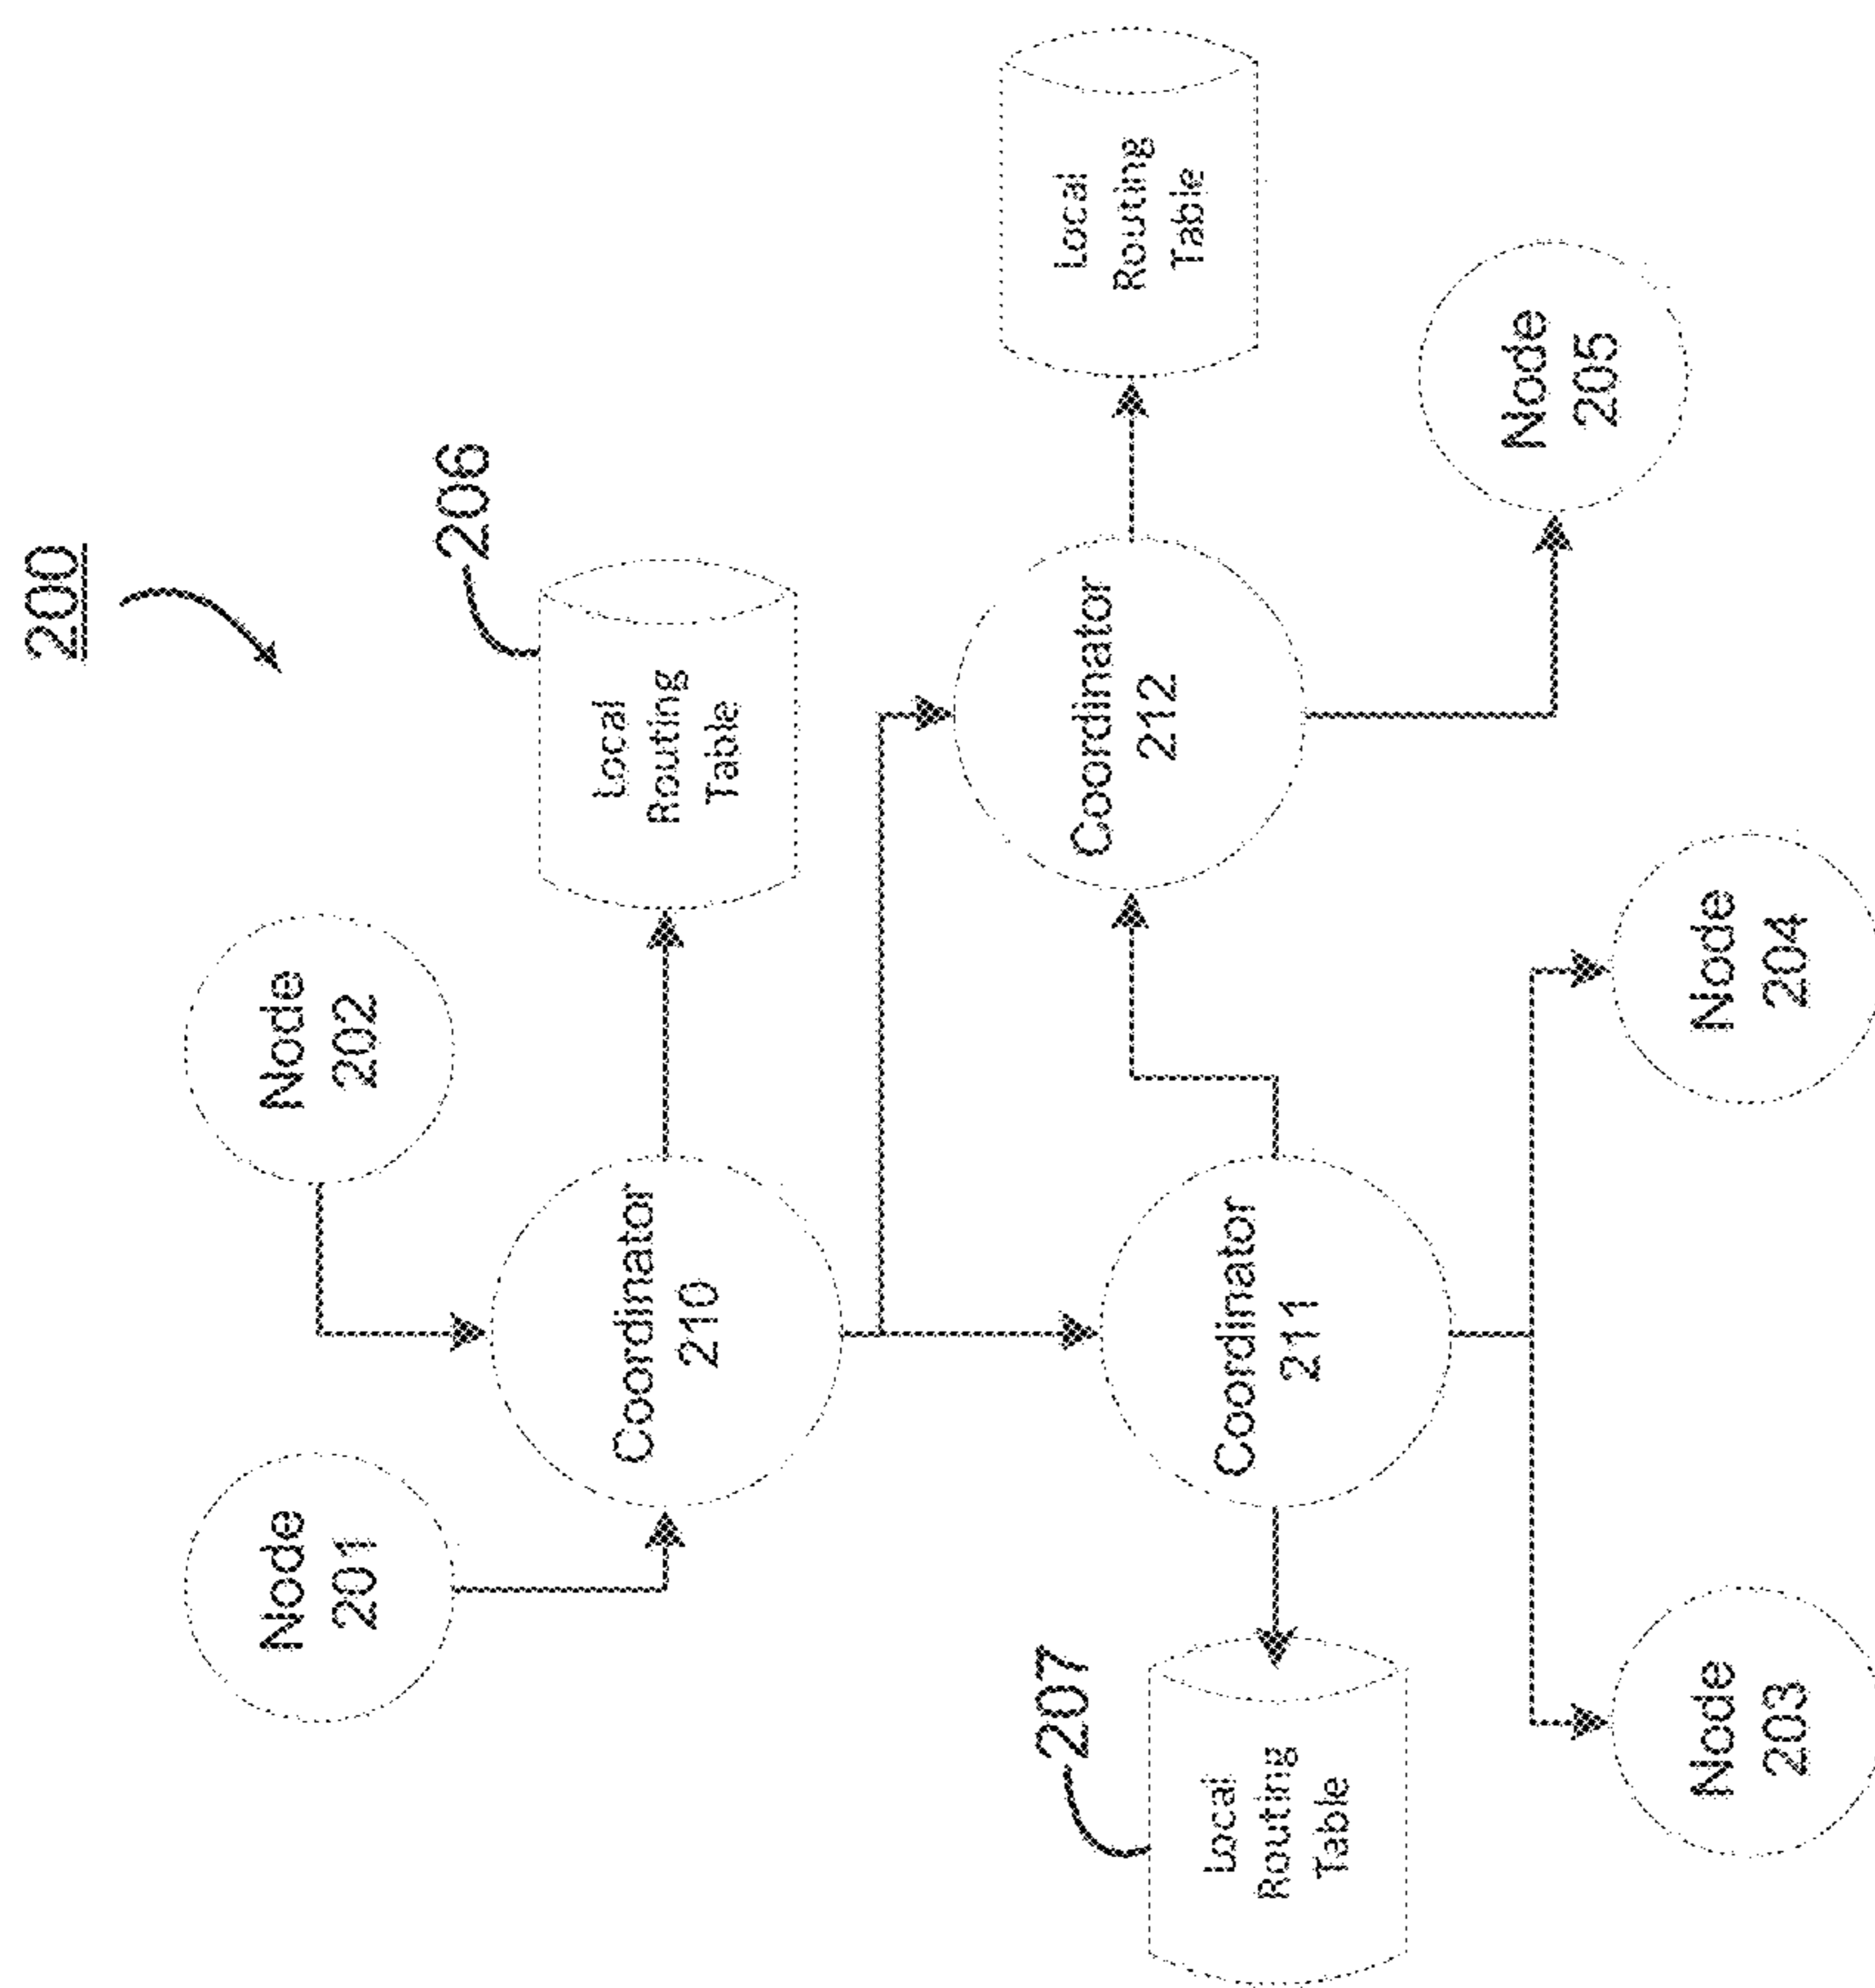 200
Node
201
Node
202
Coordinator
210
Local
Routing
Table
206
Local
Routing
Table
207
Coordinator
211
Coordinator
212
Local
Routing
Table
Node
203
Node
204
Node
205